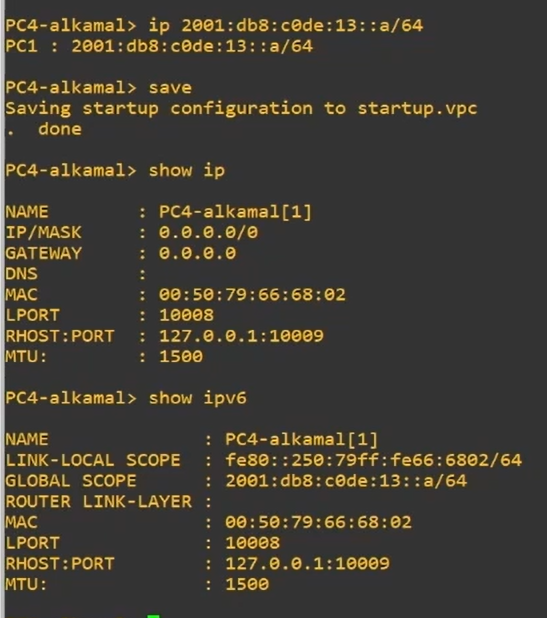 PC4-alkamal> ip 2001:db8:c0de:13::a/64
PC1 : 2001:db8:c0de:13::a/64
PC4-alkamal> save
Saving startup configuration to startup.vpc
.  done
PC4-alkamal> show ip
NAME        : PC4-alkamal[1]
IP/MASK     : 0.0.0.0/0
GATEWAY     : 0.0.0.0
DNS         :
MAC         : 00:50:79:66:68:02
LPORT       : 10008
RHOST:PORT  : 127.0.0.1:10009
MTU:        : 1500
PC4-alkamal> show ipv6
NAME              : PC4-alkamal[1]
LINK-LOCAL SCOPE  : fe80::250:79ff:fe66:6802/64
GLOBAL SCOPE      : 2001:db8:c0de:13::a/64
ROUTER LINK-LAYER :
MAC               : 00:50:79:66:68:02
LPORT             : 10008
RHOST:PORT        : 127.0.0.1:10009
MTU:              : 1500